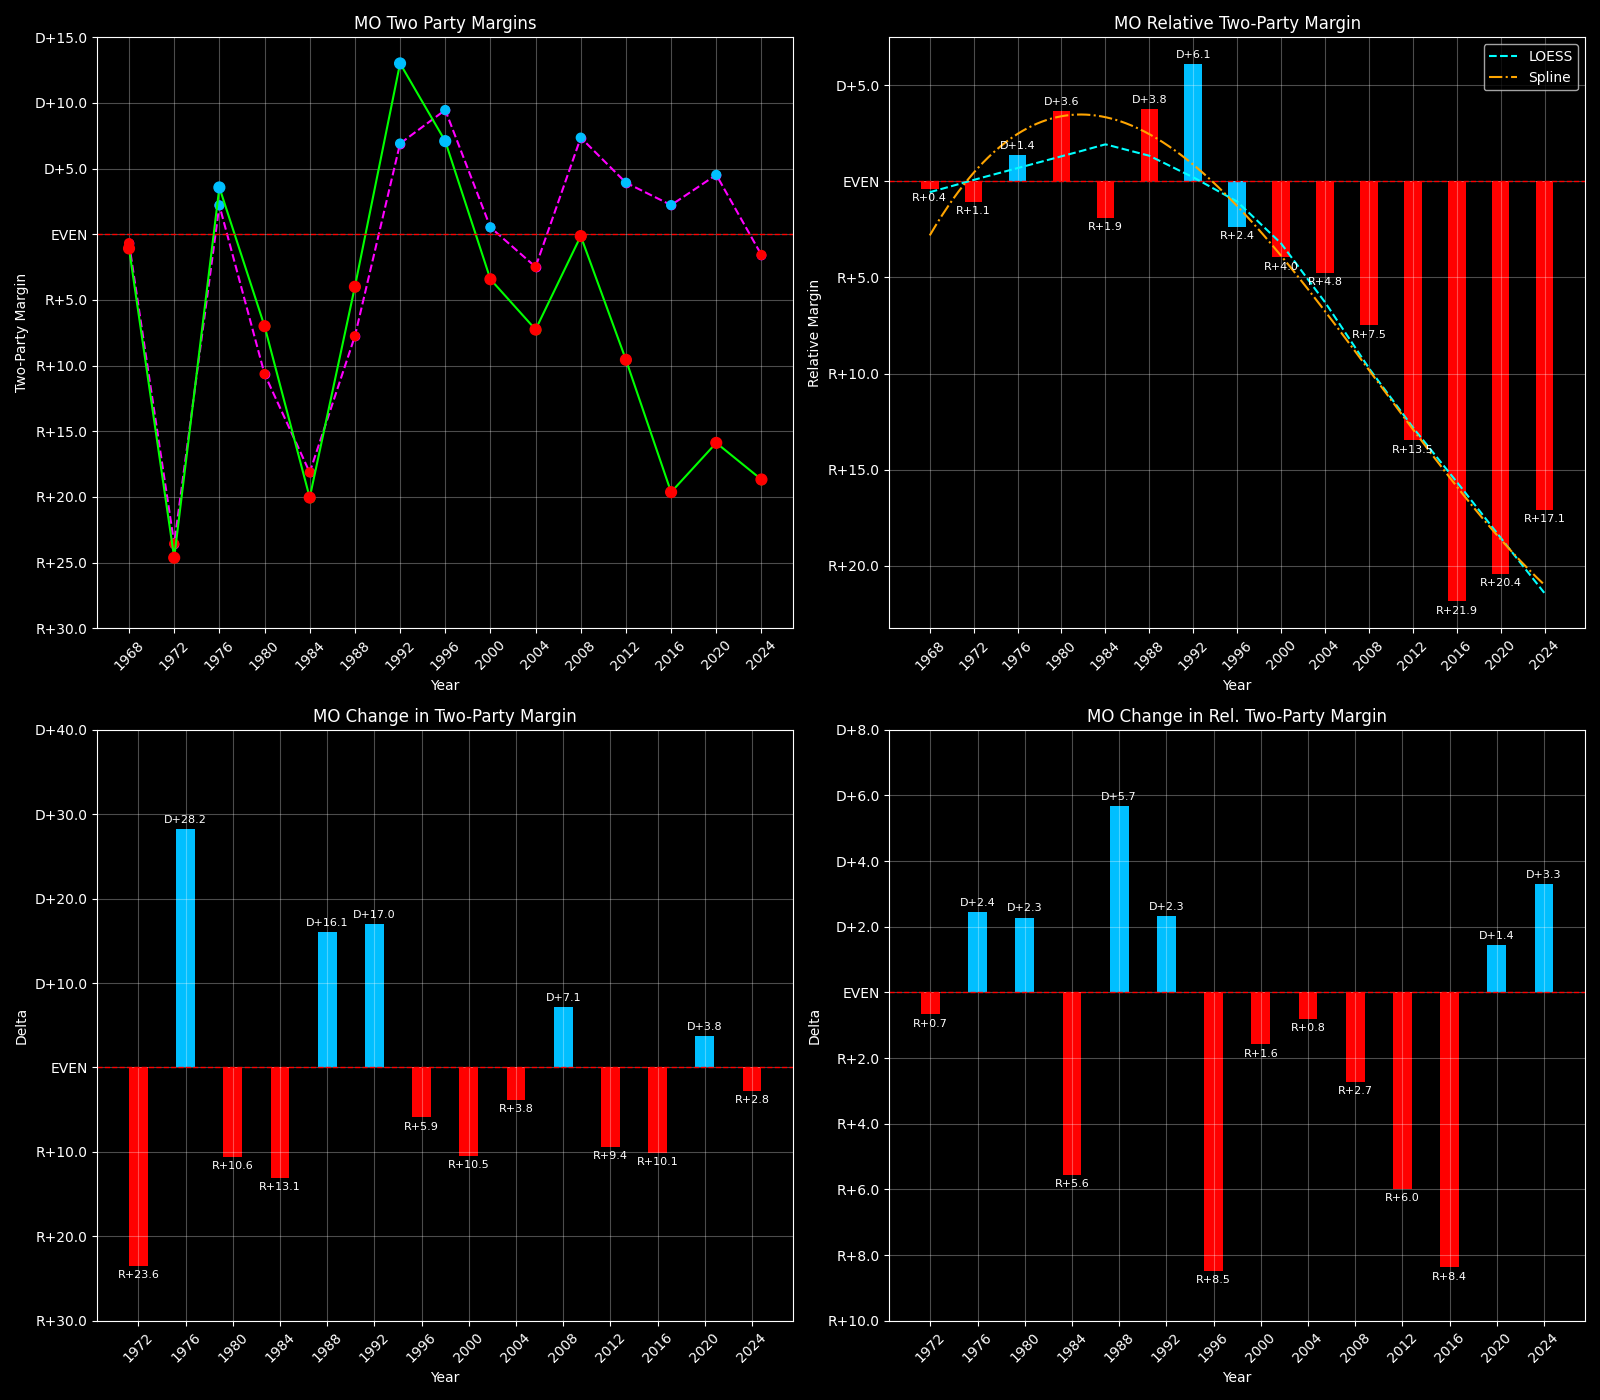 MO Two Party Margins
D+15.0
D+10.0
D+5.0
EVEN
R+5.0
R+10.0
R+15.0
R+20.0
R+25.0
R+30.0
Two-Party Margin
1968 1972 1976 1980 1984 1988 1992 1996 2000 2004 2008 2012 2016 2020 2024
Year
MO Relative Two-Party Margin
LOESS
Spline
D+5.0
EVEN
R+5.0
R+10.0
R+15.0
R+20.0
Relative Margin
R+0.4
R+1.1
D+1.4
D+3.6
R+1.9
D+3.8
D+6.1
R+2.4
R+4.0
R+4.8
R+7.5
R+13.5
R+21.9
R+20.4
R+17.1
1968 1972 1976 1980 1984 1988 1992 1996 2000 2004 2008 2012 2016 2020 2024
Year
MO Change in Two-Party Margin
D+40.0
D+30.0
D+20.0
D+10.0
EVEN
R+10.0
R+20.0
R+30.0
Delta
R+23.6
D+28.2
R+10.6
R+13.1
D+16.1
D+17.0
R+5.9
R+10.5
R+3.8
D+7.1
R+9.4
R+10.1
D+3.8
R+2.8
1972 1976 1980 1984 1988 1992 1996 2000 2004 2008 2012 2016 2020 2024
Year
MO Change in Rel. Two-Party Margin
D+8.0
D+6.0
D+4.0
D+2.0
EVEN
R+2.0
R+4.0
R+6.0
R+8.0
R+10.0
Delta
R+0.7
D+2.4
D+2.3
R+5.6
D+5.7
D+2.3
R+8.5
R+1.6
R+0.8
R+2.7
R+6.0
R+8.4
D+1.4
D+3.3
1972 1976 1980 1984 1988 1992 1996 2000 2004 2008 2012 2016 2020 2024
Year